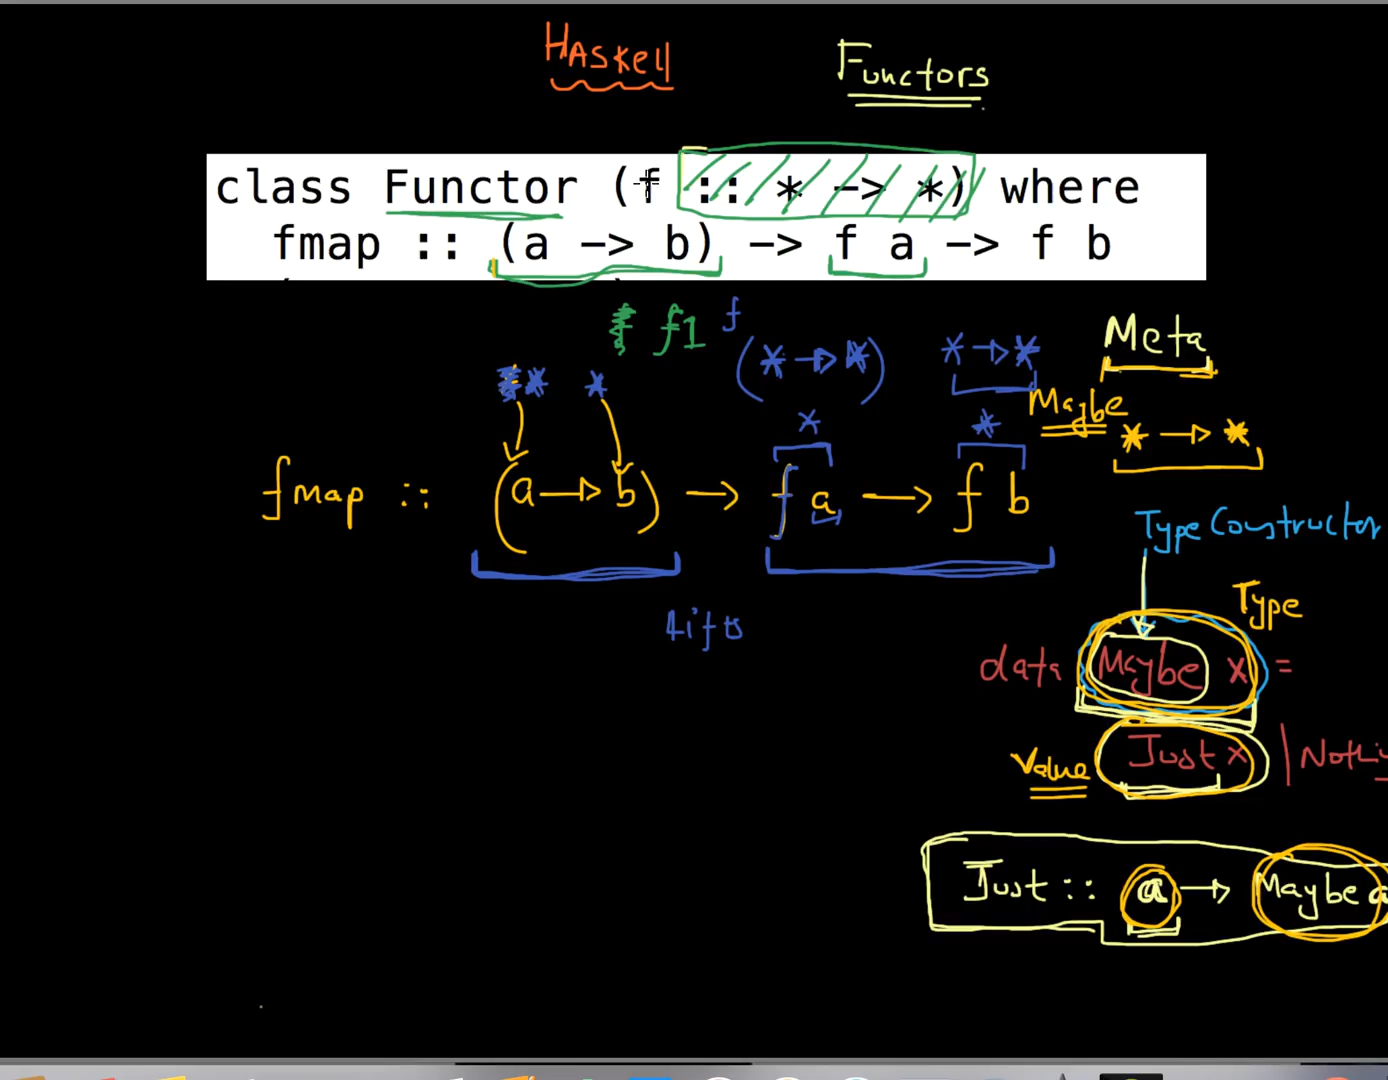 HASKell
Functors
class Functor (f :: * -> *) where
fmap :: (a -> b) -> f a -> f b
f1 f
(* → *) * → *
Meta
* *
* *
Maybe
* → *
fmap :: (a → b) → f a → f b
Type Constructor
Type
lifts
data Maybe x =
Value Just x | Nothi
Just :: a → Maybe a